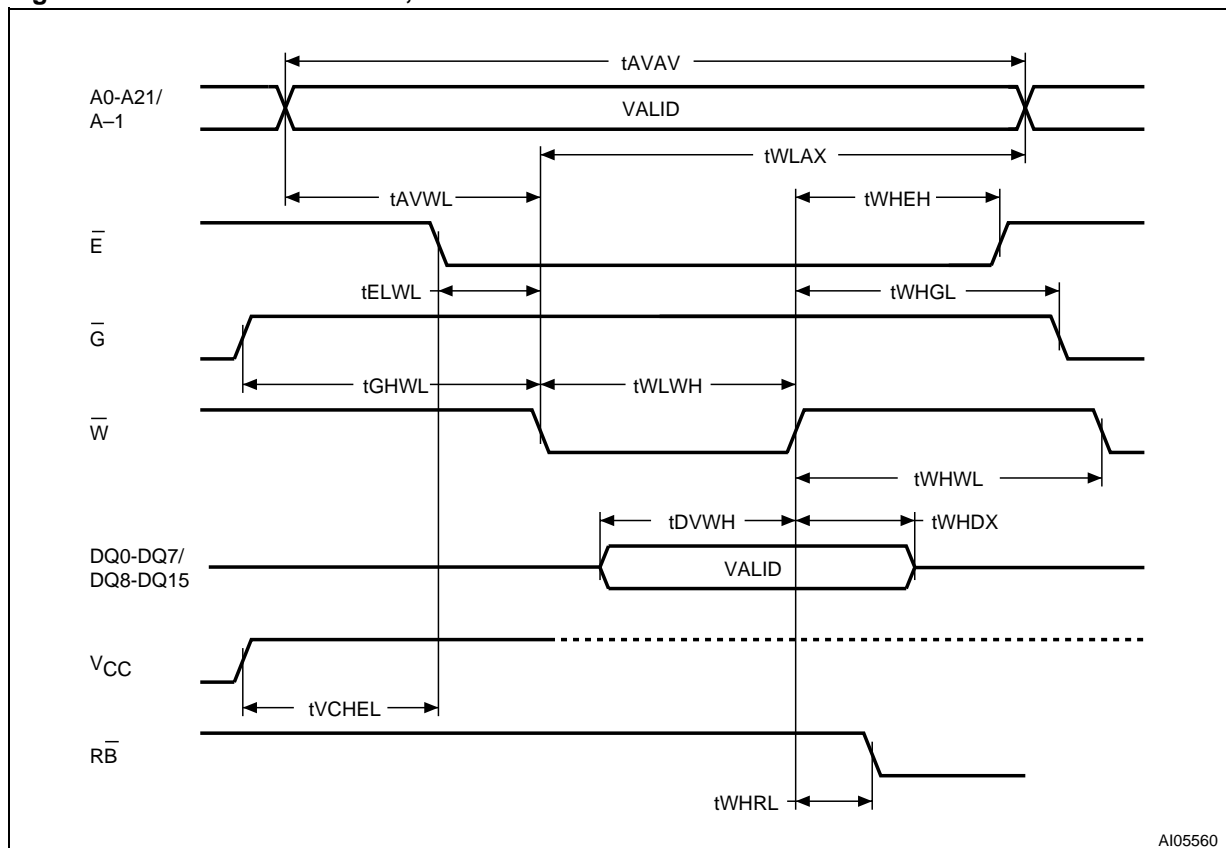 tAVAV
A0-A21/
A–1
VALID
tWLAX
tAVWL
tWHEH
E̅
tELWL
tWHGL
G̅
tGHWL
tWLWH
W̅
tWHWL
tDVWH
tWHDX
DQ0-DQ7/
DQ8-DQ15
VALID
VCC
tVCHEL
RB̅
tWHRL
AI05560